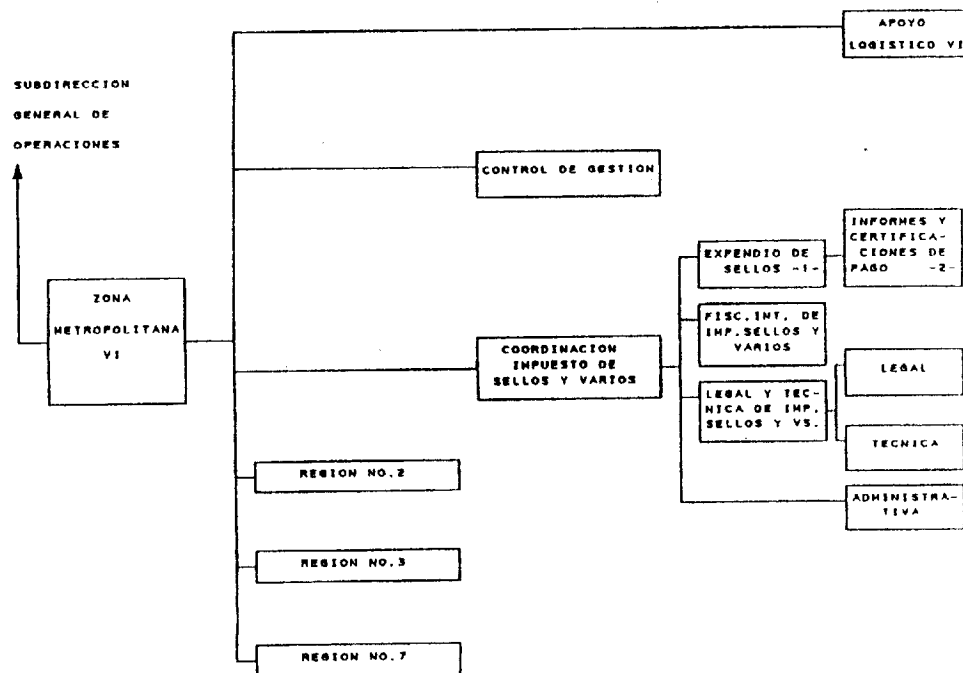 APOYO
LOGISTICO VI
SUBDIRECCION
GENERAL DE
OPERACIONES
CONTROL DE GESTION
INFORMES Y
CERTIFICA-
CIONES DE
PAGO -2-
EXPENDIO DE
SELLOS -1-
ZONA
METROPOLITANA
VI
FISC.INT. DE
IMP.SELLOS Y
VARIOS
COORDINACION
IMPUESTO DE
SELLOS Y VARIOS
LEGAL
LEGAL Y TEC-
NICA DE IMP.
SELLOS Y VS.
TECNICA
REGION NO.2
ADMINISTRA-
TIVA
REGION NO.3
REGION NO.7